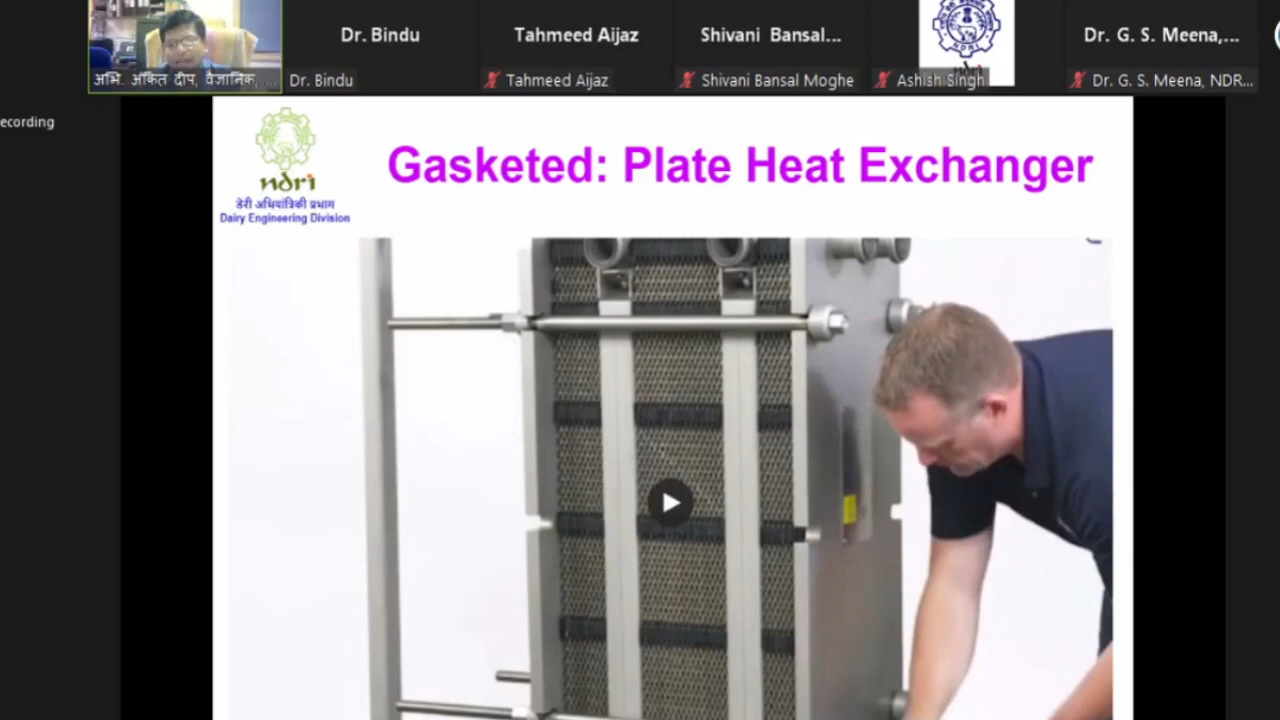 Dr. Bindu
Tahmeed Aijaz
Shivani Bansal...
Dr. G. S. Meena,...
NDRI
अभि. अंकित दीप, वैज्ञानिक, ...
Dr. Bindu
Tahmeed Aijaz
Shivani Bansal Moghe
Ashish Singh
Dr. G. S. Meena, NDR...
ecording
ndri
डेरी अभियांत्रिकी प्रभाग
Dairy Engineering Division
Gasketed: Plate Heat Exchanger